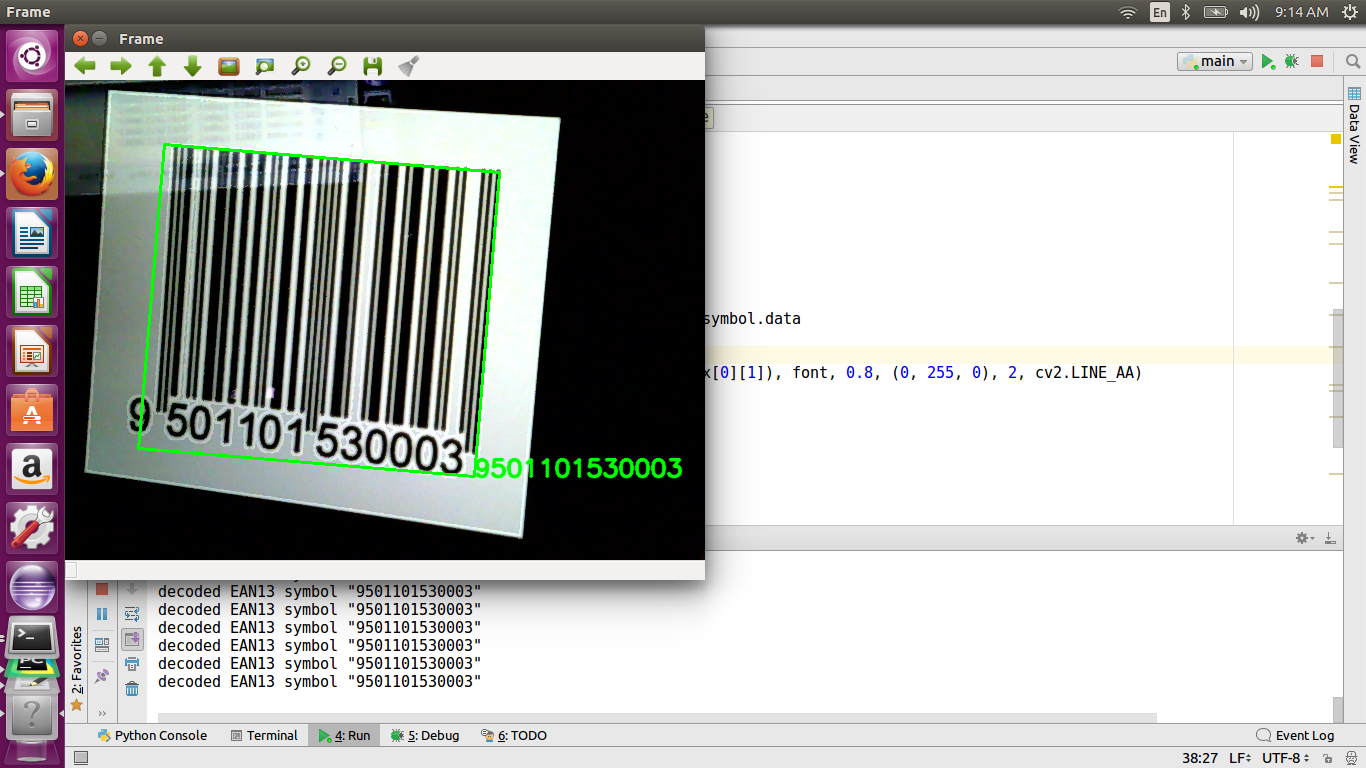 Frame
En
9:14 AM
Frame
main
Data View
symbol.data
x[0][1]), font, 0.8, (0, 255, 0), 2, cv2.LINE_AA)
9 501101 530003
9501101530003
decoded EAN13 symbol "9501101530003"
decoded EAN13 symbol "9501101530003"
decoded EAN13 symbol "9501101530003"
decoded EAN13 symbol "9501101530003"
decoded EAN13 symbol "9501101530003"
decoded EAN13 symbol "9501101530003"
2: Favorites
Python Console
Terminal
4: Run
5: Debug
6: TODO
Event Log
38:27
LF
UTF-8